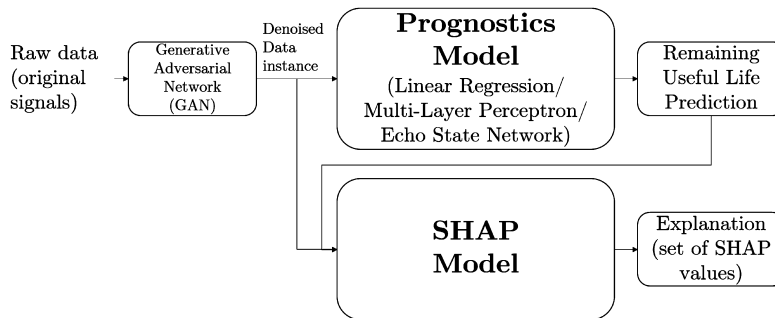 Raw data
(original
signals)
Generative
Adversarial
Network
(GAN)
Denoised
Data
instance
Prognostics
Model
(Linear Regression/
Multi-Layer Perceptron/
Echo State Network)
Remaining
Useful Life
Prediction
SHAP
Model
Explanation
(set of SHAP
values)